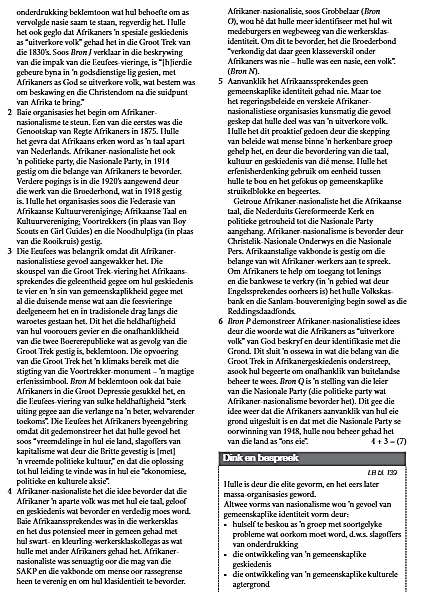 onderdrukking beklemtoon wat hul behoefte om as
vervolgde nasie saam te staan, regverdig het. Hulle
het ook geglo dat Afrikaners 'n spesiale geskiedenis
as "uitverkore volk" gehad het in die Groot Trek van
die 1830's. Soos Bron J verklaar in die beskrywing
van die impak van die Eeufees-viering, is "[h]ierdie
gebeure byna in 'n godsdienstige lig gesien, met
Afrikaners as God se uitverkore volk, wat bestem was
om beskawing en die Christendom na die suidpunt
van Afrika te bring."
2 Baie organisasies het begin om Afrikaner-
nasionalisme te steun. Een van die eerstes was die
Genootskap van Regte Afrikaners in 1875. Hulle
het gevra dat Afrikaans erken word as 'n taal apart
van Nederlands. Afrikaner-nasionaliste het ook
'n politieke party, die Nasionale Party, in 1914
gestig om die belange van Afrikaners te bevorder.
Verdere pogings is in die 1920's aangewend deur
die werk van die Broederbond, wat in 1918 gestig
is. Hulle het organisasies soos die Federasie van
Afrikaanse Kultuurverenigings; Afrikaanse Taal en
Kultuurvereniging; Voortrekkers (in plaas van Boy
Scouts en Girl Guides) en die Noodhulpliga (in plaas
van die Rooikruis) gestig.
3 Die Eeufees was belangrik omdat dit Afrikaner-
nasionalistiese gevoel aangewakker het. Die
skouspel van die Groot Trek-viering het Afrikaans-
sprekendes die geleentheid gegee om hul geskiedenis
te vier en 'n sin van gemeenskaplikheid gegee met
al die duisende mense wat aan die feesvieringe
deelgeneem het en in tradisionele drag langs die
waroetes gestaan het. Dit het die heldhaftigheid
van hul voorouers gevier en die onafhanklikheid
van die twee Boererepublieke wat as gevolg van die
Groot Trek gestig is, beklemtoon. Die opvoering
van die Groot Trek het 'n klimaks bereik met die
stigting van die Voortrekker-monument – 'n magtige
erfenissimbool. Bron M beklemtoon ook dat baie
Afrikaners in die Groot Depressie gesukkel het, en
die Eeufees-viering van sulke heldhaftigheid "sterk
uiting gegee aan die verlange na 'n beter, welvarender
toekoms". Die Eeufees het Afrikaners byeengebring
omdat dit gedemonstreer het dat hulle gevoel het
soos "vreemdelinge in hul eie land, slagoffers van
kapitalisme wat deur die Britte gevestig is [met]
'n vreemde politieke kultuur," en dat die oplossing
tot hul leiding te vinde was in hul eie "ekonomiese,
politieke en kulturele aksie".
4 Afrikaner-nasionaliste het die idee bevorder dat die
Afrikaner 'n aparte volk was met hul eie taal, geloof
en geskiedenis wat bevorder en verdedig moes word.
Baie Afrikaanssprekendes was in die werkersklas
en het dus potensieel meer in gemeen gehad met
hul swart- en kleurling-werkersklaskollegas as wat
hulle met ander Afrikaners gehad het. Afrikaner-
nasionaliste was senuagtig oor die mag van die
SAKP en die vakbonde om mense oor rassegrense
heen te verenig en om hul klasidentiteit te bevorder.
Afrikaner-nasionalie, soos Grobbelaar (Bron
O), wou hê dat hulle meer identifiseer met hul wit
medeburgers en wegbeweeg van die werkersklas-
identiteit. Om dit te bevorder, het die Broederbond
"verkondig dat daar geen klasseverskil onder
Afrikaners was nie – hulle was een nasie, een volk".
(Bron N).
5 Aanvanklik het Afrikaanssprekendes geen
gemeenskaplike identiteit gehad nie. Maar toe
het regeringsbeleide en verskeie Afrikaner-
nasionalistiese organisasies kunsmatig die gevoel
geskep dat hulle deel was van 'n uitverkore volk.
Hulle het dit proaktief gedoen deur die skepping
van beleide wat mense binne 'n herkenbare groep
gehelp het, en deur die bevordering van die taal,
kultuur en geskiedenis van dié mense. Hulle het
erfenisherdenking gebruik om eenheid tussen
hulle te bou en het gefokus op gemeenskaplike
struikelblokke en begeertes.
Getroue Afrikaner-nasionaliste het die Afrikaanse
taal, die Nederduits Gereformeerde Kerk en
politieke getrouheid tot die Nasionale Party
aangehang. Afrikaner-nasionalisme is bevorder deur
Christelik-Nasionale Onderwys en die Nasionale
Pers. Afrikaanstalige vakbonde is gestig om die
belange van wit Afrikaner-werkers aan te spreek.
Om Afrikaners te help om toegang tot lenings
en die bankwese te verkry (in 'n gebied wat deur
Engelssprekendes oorheers is) het hulle Volkskas-
bank en die Sanlam-bouvereniging begin sowel as die
Reddingsdaadfonds.
6 Bron P demonstreer Afrikaner-nasionalistiese idees
deur die woorde wat die Afrikaners as "uitverkore
volk" van God beskryf en deur identifikasie met die
Grond. Dit sluit 'n ossewa in wat die belang van die
Groot Trek in Afrikanergeskiedenis onderstreep,
asook hul begeerte om onafhanklik van buitelandse
beheer te wees. Bron Q is 'n stelling van die leier
van die Nasionale Party (die politieke party wat
Afrikaner-nasionalisme bevorder het). Dit gee die
idee weer dat die Afrikaners aanvanklik van hul eie
grond uitgesluit is en dat met die Nasionale Party se
oorwinning van 1948, hulle nou beheer gehad het
van die land as "ons eie". 4 + 3 = (7)
Dink en bespreek
LB bl. 139
Hulle is deur die elite gevorm, en het eers later
massa-organisasies geword.
Altwee vorms van nasionalisme wou 'n gevoel van
gemeenskaplike identiteit vorm deur:
• hulself te beskou as 'n groep met soortgelyke
probleme wat oorkom moet word, d.w.s. slagoffers
van onderdrukking
• die ontwikkeling van 'n gemeenskaplike
geskiedenis
• die ontwikkeling van 'n gemeenskaplike kulturele
agtergrond